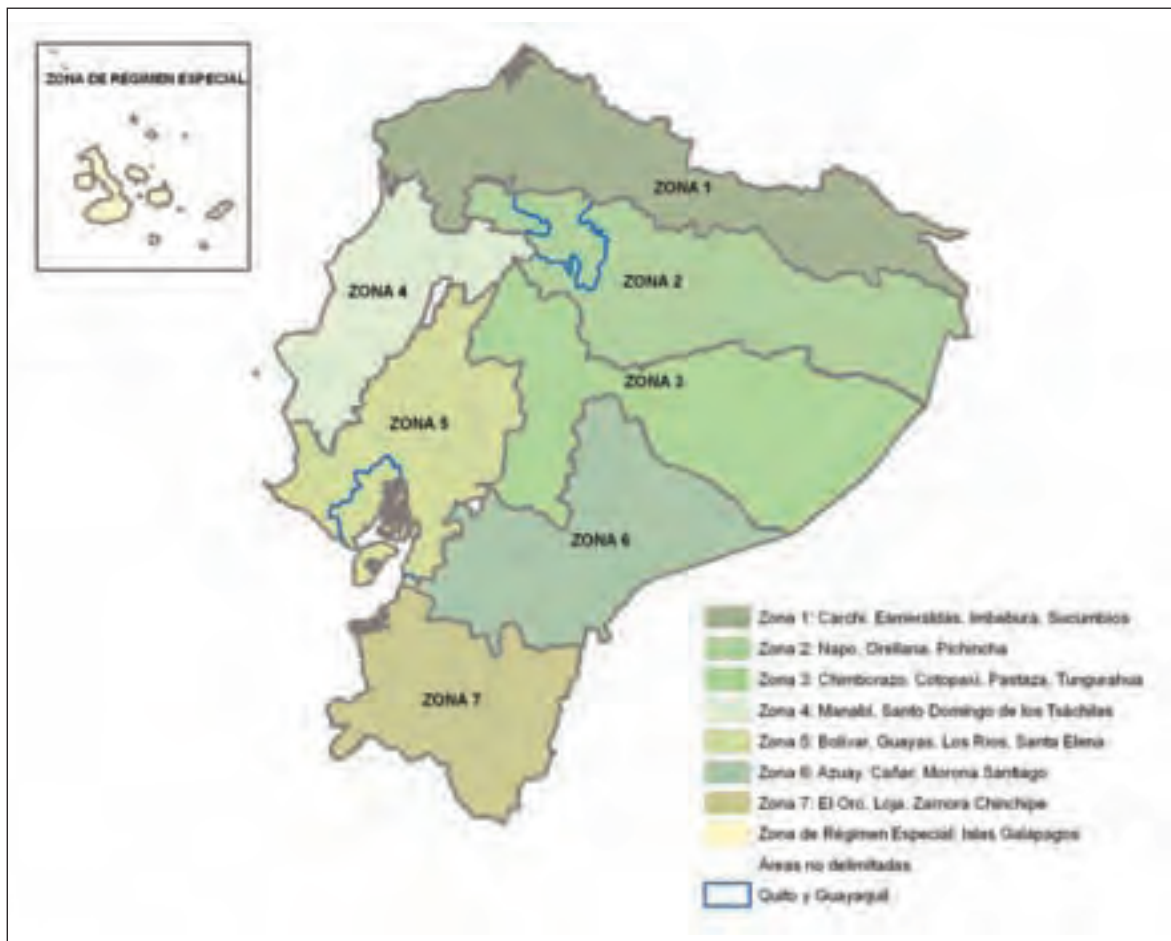 ZONA DE RÉGIMEN ESPECIAL
ZONA 1
ZONA 2
ZONA 4
ZONA 3
ZONA 5
ZONA 6
ZONA 7
Zona 1: Carchi, Esmeraldas, Imbabura, Sucumbios
Zona 2: Napo, Orellana, Pichincha
Zona 3: Chimborazo, Cotopaxi, Pastaza, Tungurahua
Zona 4: Manabí, Santo Domingo de los Tsáchilas
Zona 5: Bolívar, Guayas, Los Ríos, Santa Elena
Zona 6: Azuay, Cañar, Morona Santiago
Zona 7: El Oro, Loja, Zamora Chinchipe
Zona de Régimen Especial: Islas Galápagos
Áreas no delimitadas
Quito y Guayaquil